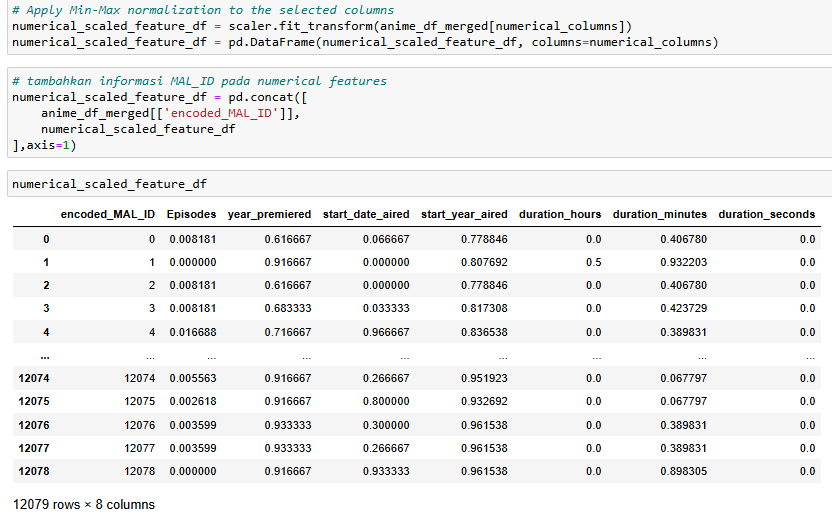 # Apply Min-Max normalization to the selected columns
numerical_scaled_feature_df = scaler.fit_transform(anime_df_merged[numerical_columns])
numerical_scaled_feature_df = pd.DataFrame(numerical_scaled_feature_df, columns=numerical_columns)
# tambahkan informasi MAL_ID pada numerical features
numerical_scaled_feature_df = pd.concat([
    anime_df_merged[['encoded_MAL_ID']],
    numerical_scaled_feature_df
],axis=1)
numerical_scaled_feature_df
encoded_MAL_ID Episodes year_premiered start_date_aired start_year_aired duration_hours duration_minutes duration_seconds
0 0 0.008181 0.616667 0.066667 0.778846 0.0 0.406780 0.0
1 1 0.000000 0.916667 0.000000 0.807692 0.5 0.932203 0.0
2 2 0.008181 0.616667 0.000000 0.778846 0.0 0.406780 0.0
3 3 0.008181 0.683333 0.033333 0.817308 0.0 0.423729 0.0
4 4 0.016688 0.716667 0.966667 0.836538 0.0 0.389831 0.0
... ... ... ... ... ... ... ... ...
12074 12074 0.005563 0.916667 0.266667 0.951923 0.0 0.067797 0.0
12075 12075 0.002618 0.916667 0.800000 0.932692 0.0 0.067797 0.0
12076 12076 0.003599 0.933333 0.300000 0.961538 0.0 0.389831 0.0
12077 12077 0.003599 0.933333 0.266667 0.961538 0.0 0.389831 0.0
12078 12078 0.000000 0.916667 0.933333 0.961538 0.0 0.898305 0.0
12079 rows × 8 columns